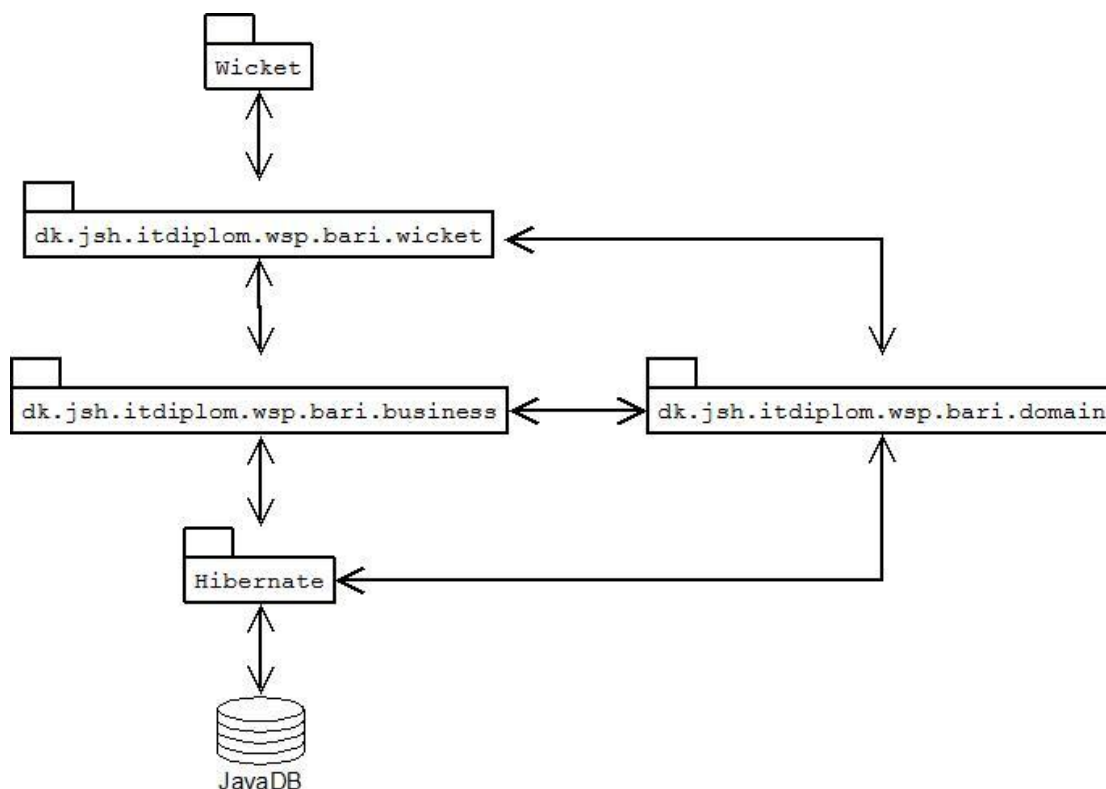 Wicket
dk.jsh.itdiplom.wsp.bari.wicket
dk.jsh.itdiplom.wsp.bari.business
dk.jsh.itdiplom.wsp.bari.domain
Hibernate
JavaDB